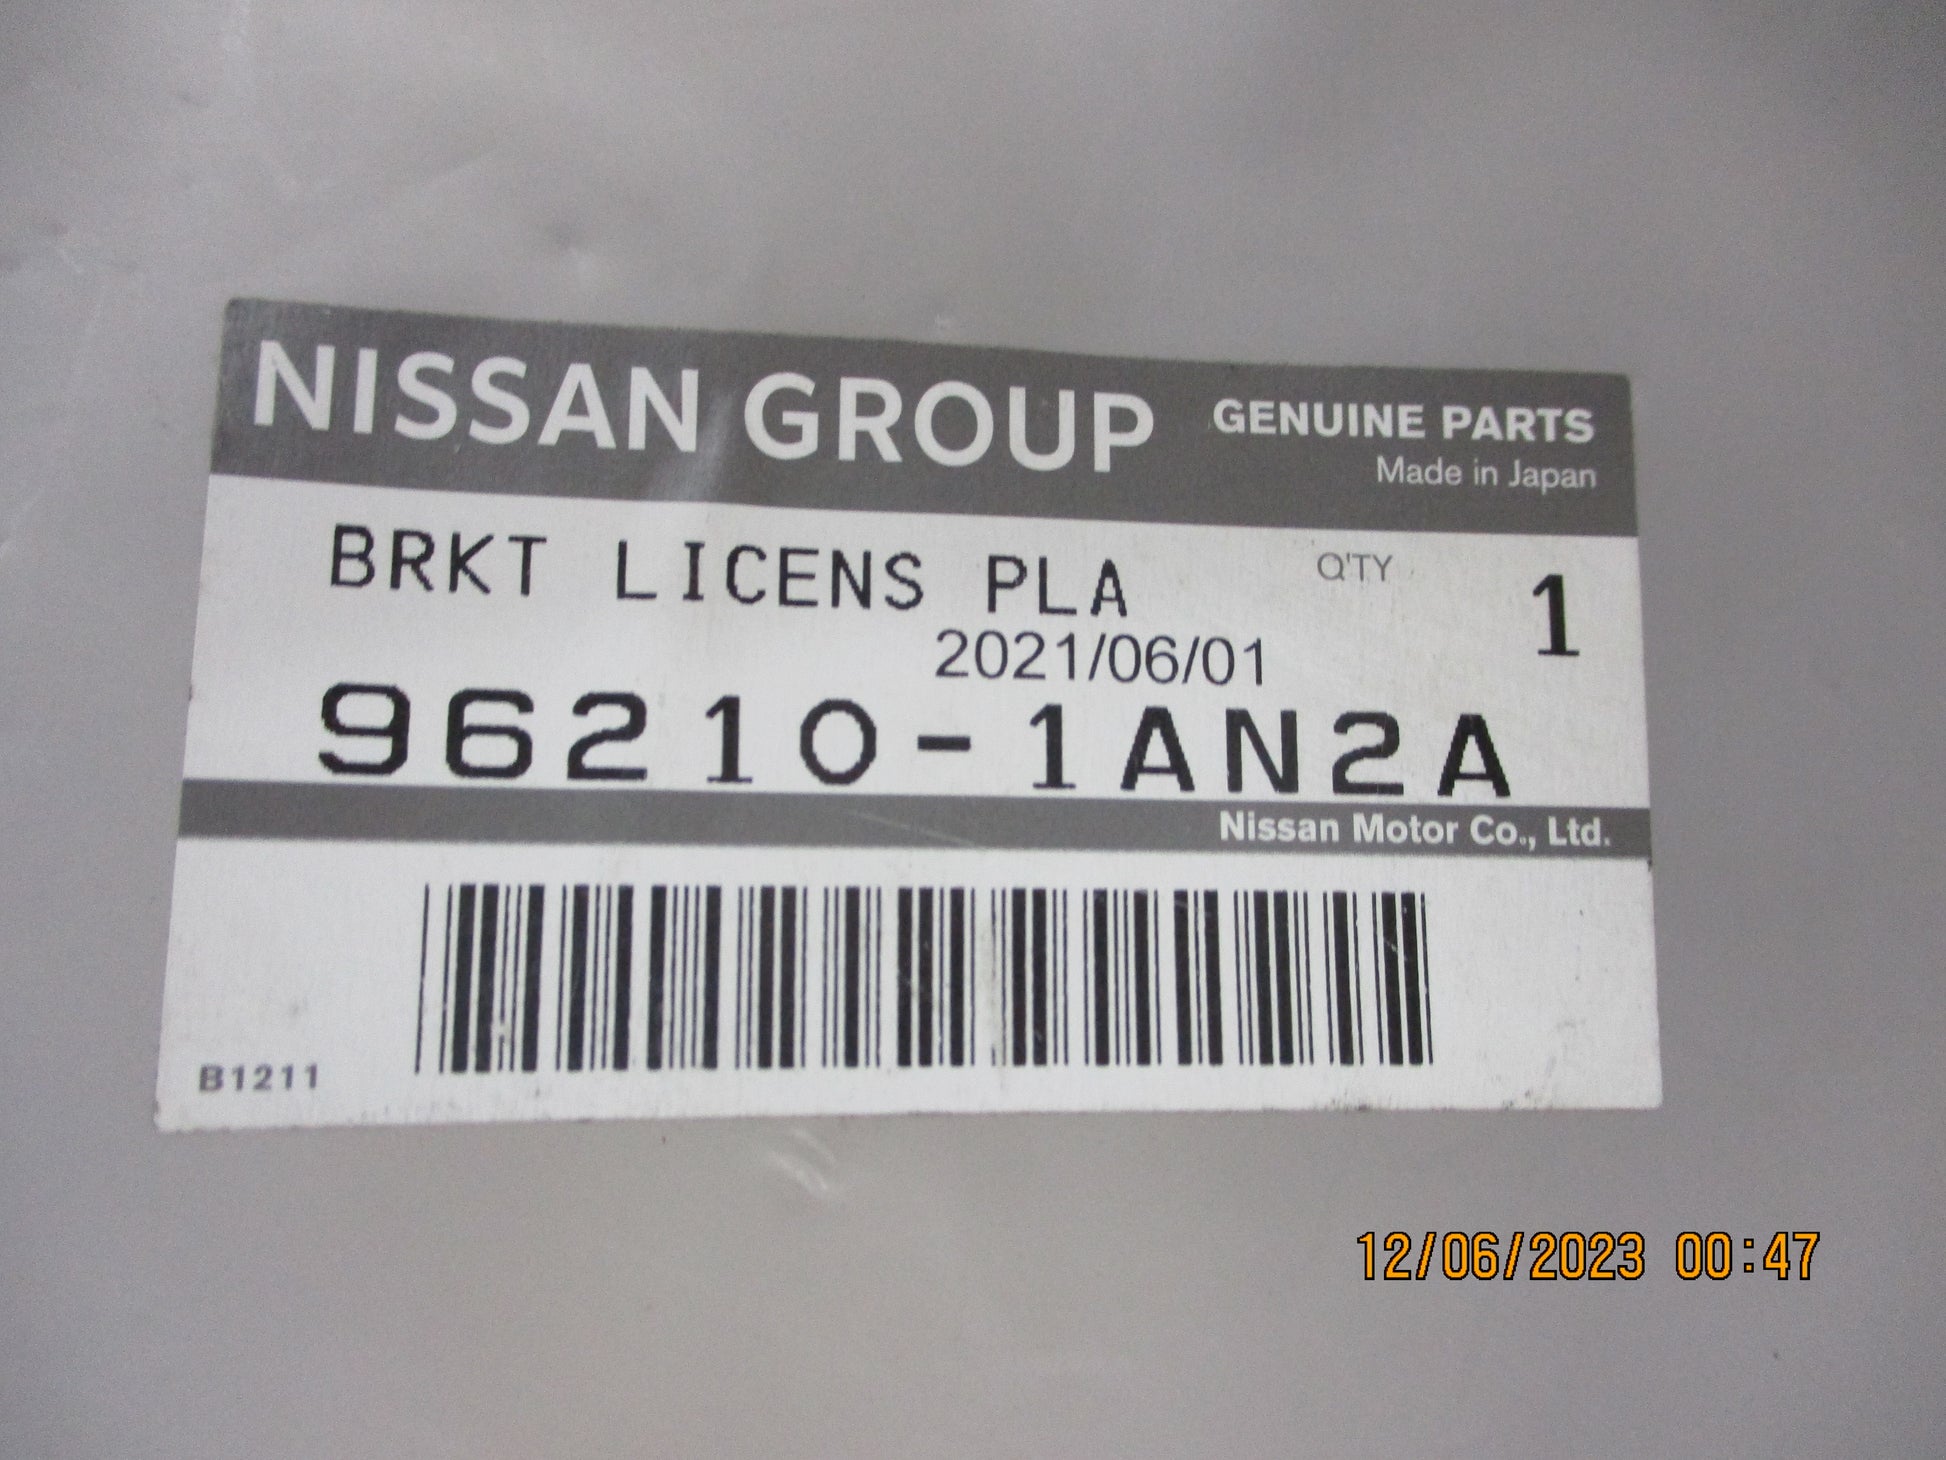 NISSAN GROUP GENUINE PARTS
Made in Japan
BRKT LICENS PLA Q'TY 1
2021/06/01
96210-1AN2A
Nissan Motor Co., Ltd.
B1211
12/06/2023 00:47